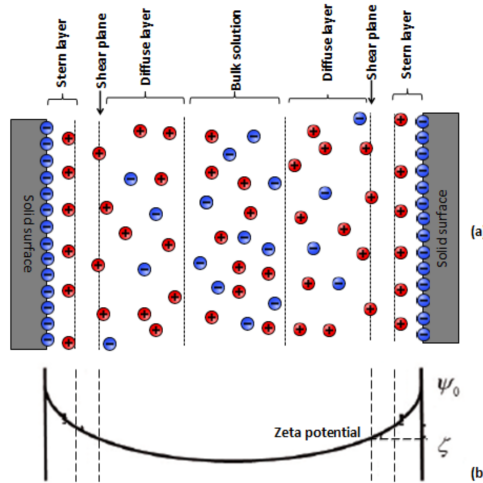 Stern layer
Shear plane
Diffuse layer
Bulk solution
Diffuse layer
Shear plane
Stern layer
Solid surface
Solid surface
(a)
ψ₀
Zeta potential
ζ
(b)